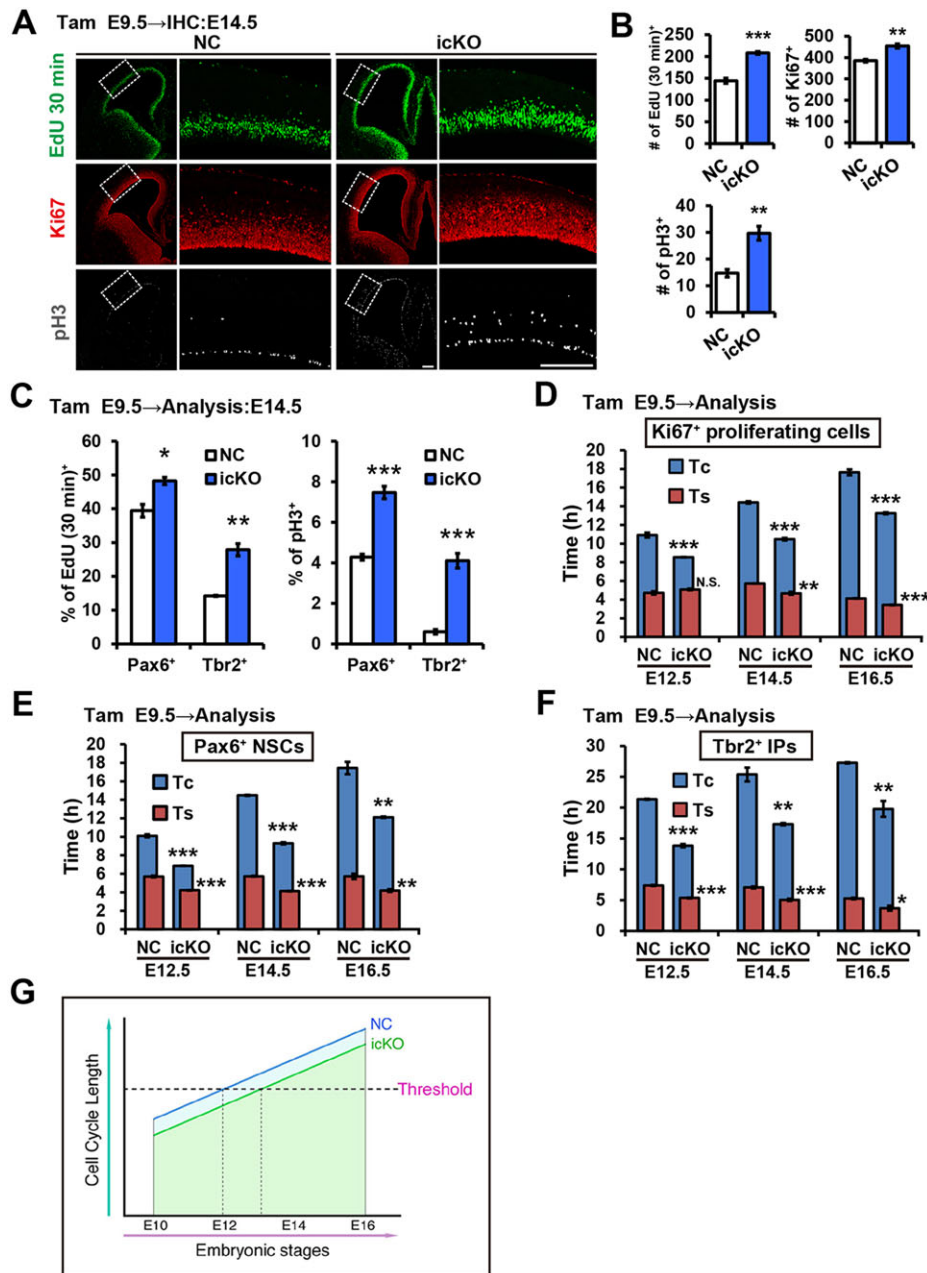 A
Tam E9.5→IHC:E14.5
NC
icKO
EdU 30 min
Ki67
pH3
B
# of EdU (30 min)⁺
250
200
150
100
50
0
***
NC
icKO
# of Ki67⁺
600
500
400
300
200
100
0
**
NC
icKO
# of pH3⁺
40
30
20
10
0
**
NC
icKO
C
Tam E9.5→Analysis:E14.5
% of EdU (30 min)⁺
60
50
40
30
20
10
0
*
**
NC
icKO
Pax6⁺ Tbr2⁺
% of pH3⁺
10
8
6
4
2
0
***
***
NC
icKO
Pax6⁺ Tbr2⁺
D
Tam E9.5→Analysis
Ki67⁺ proliferating cells
Time (h)
20
18
16
14
12
10
8
6
4
2
0
Tc
Ts
***
N.S.
***
**
***
***
NC icKO NC icKO NC icKO
E12.5 E14.5 E16.5
E
Tam E9.5→Analysis
Pax6⁺ NSCs
Time (h)
20
18
16
14
12
10
8
6
4
2
0
Tc
Ts
***
***
***
***
**
**
NC icKO NC icKO NC icKO
E12.5 E14.5 E16.5
F
Tam E9.5→Analysis
Tbr2⁺ IPs
Time (h)
30
25
20
15
10
5
0
Tc
Ts
***
***
**
***
**
*
NC icKO NC icKO NC icKO
E12.5 E14.5 E16.5
G
Cell Cycle Length
NC
icKO
Threshold
E10 E12 E14 E16
Embryonic stages